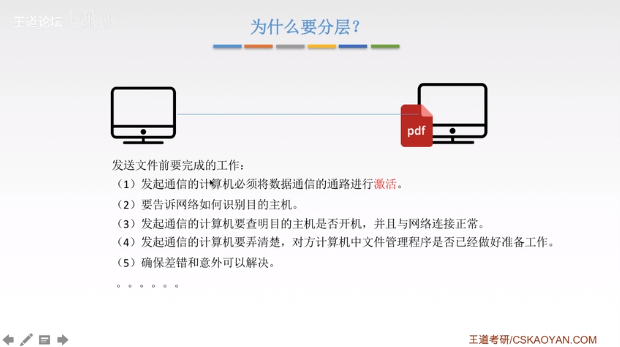 王道论坛
为什么要分层？
pdf
发送文件前要完成的工作：
（1）发起通信的计算机必须将数据通信的通路进行激活。
（2）要告诉网络如何识别目的主机。
（3）发起通信的计算机要查明目的主机是否开机，并且与网络连接正常。
（4）发起通信的计算机要弄清楚，对方计算机中文件管理程序是否已经做好准备工作。
（5）确保差错和意外可以解决。
。。。。。。
王道考研/CSKAOYAN.COM